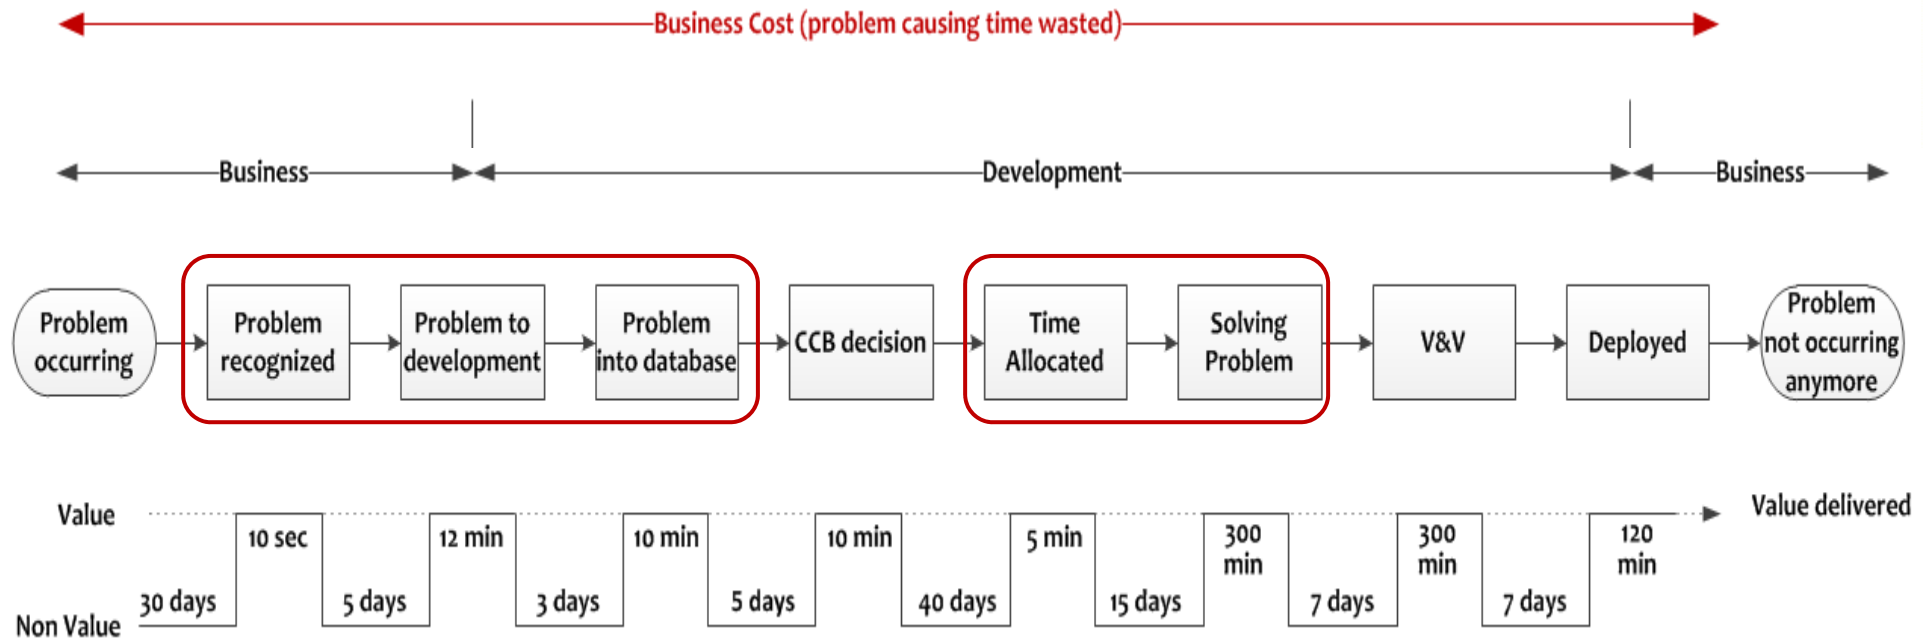 Business Cost (problem causing time wasted)
Business
Development
Business
Problem
occurring
Problem
recognized
Problem to
development
Problem
into database
CCB decision
Time
Allocated
Solving
Problem
V&V
Deployed
Problem
not occurring
anymore
Value
10 sec
12 min
10 min
10 min
5 min
300
min
300
min
120
min
Value delivered
Non Value
30 days
5 days
3 days
5 days
40 days
15 days
7 days
7 days